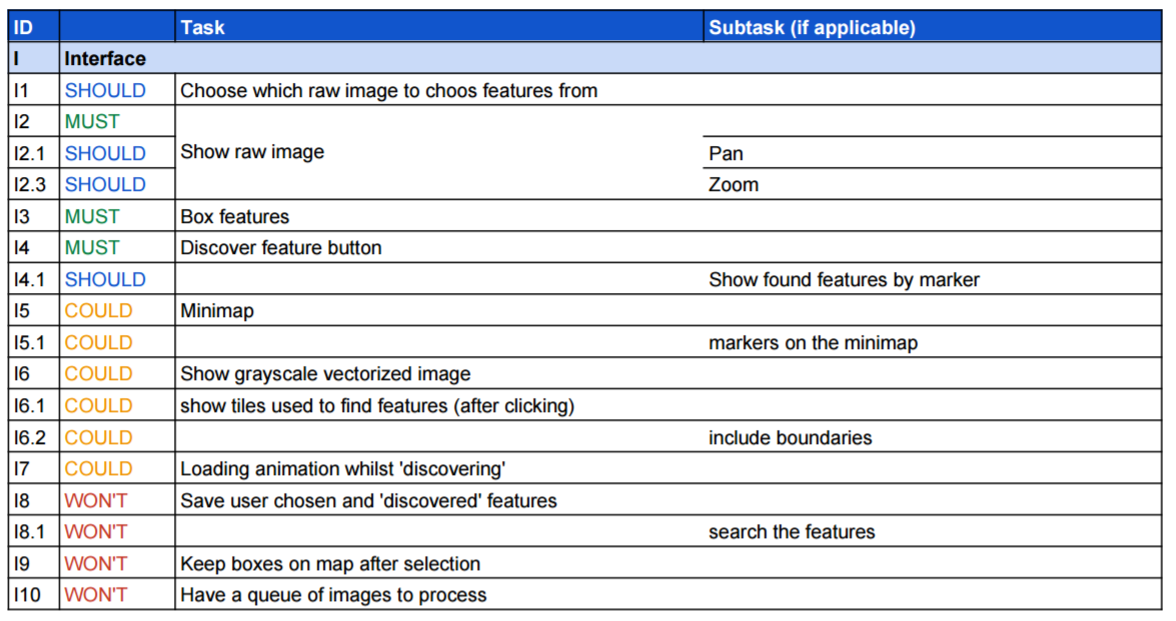 ID Task Subtask (if applicable)
I Interface
I1 SHOULD Choose which raw image to choos features from
I2 MUST
I2.1 SHOULD Show raw image Pan
I2.3 SHOULD Zoom
I3 MUST Box features
I4 MUST Discover feature button
I4.1 SHOULD Show found features by marker
I5 COULD Minimap
I5.1 COULD markers on the minimap
I6 COULD Show grayscale vectorized image
I6.1 COULD show tiles used to find features (after clicking)
I6.2 COULD include boundaries
I7 COULD Loading animation whilst 'discovering'
I8 WON'T Save user chosen and 'discovered' features
I8.1 WON'T search the features
I9 WON'T Keep boxes on map after selection
I10 WON'T Have a queue of images to process